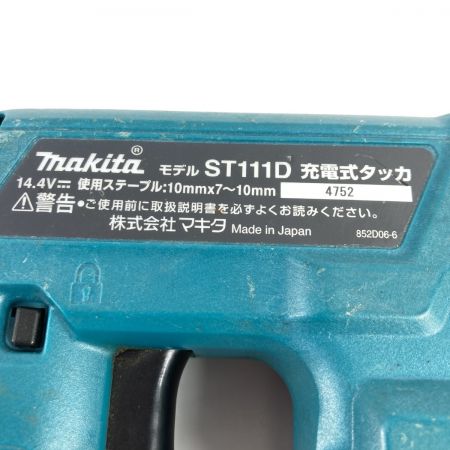 makita® モデル ST111D 充電式タッカ
14.4V⎓ 使用ステープル:10mmx7〜10mm 4752
⚠警告 •ご使用前に取扱説明書を必ずよくお読みください。
株式会社 マキタ Made in Japan 852D06-6